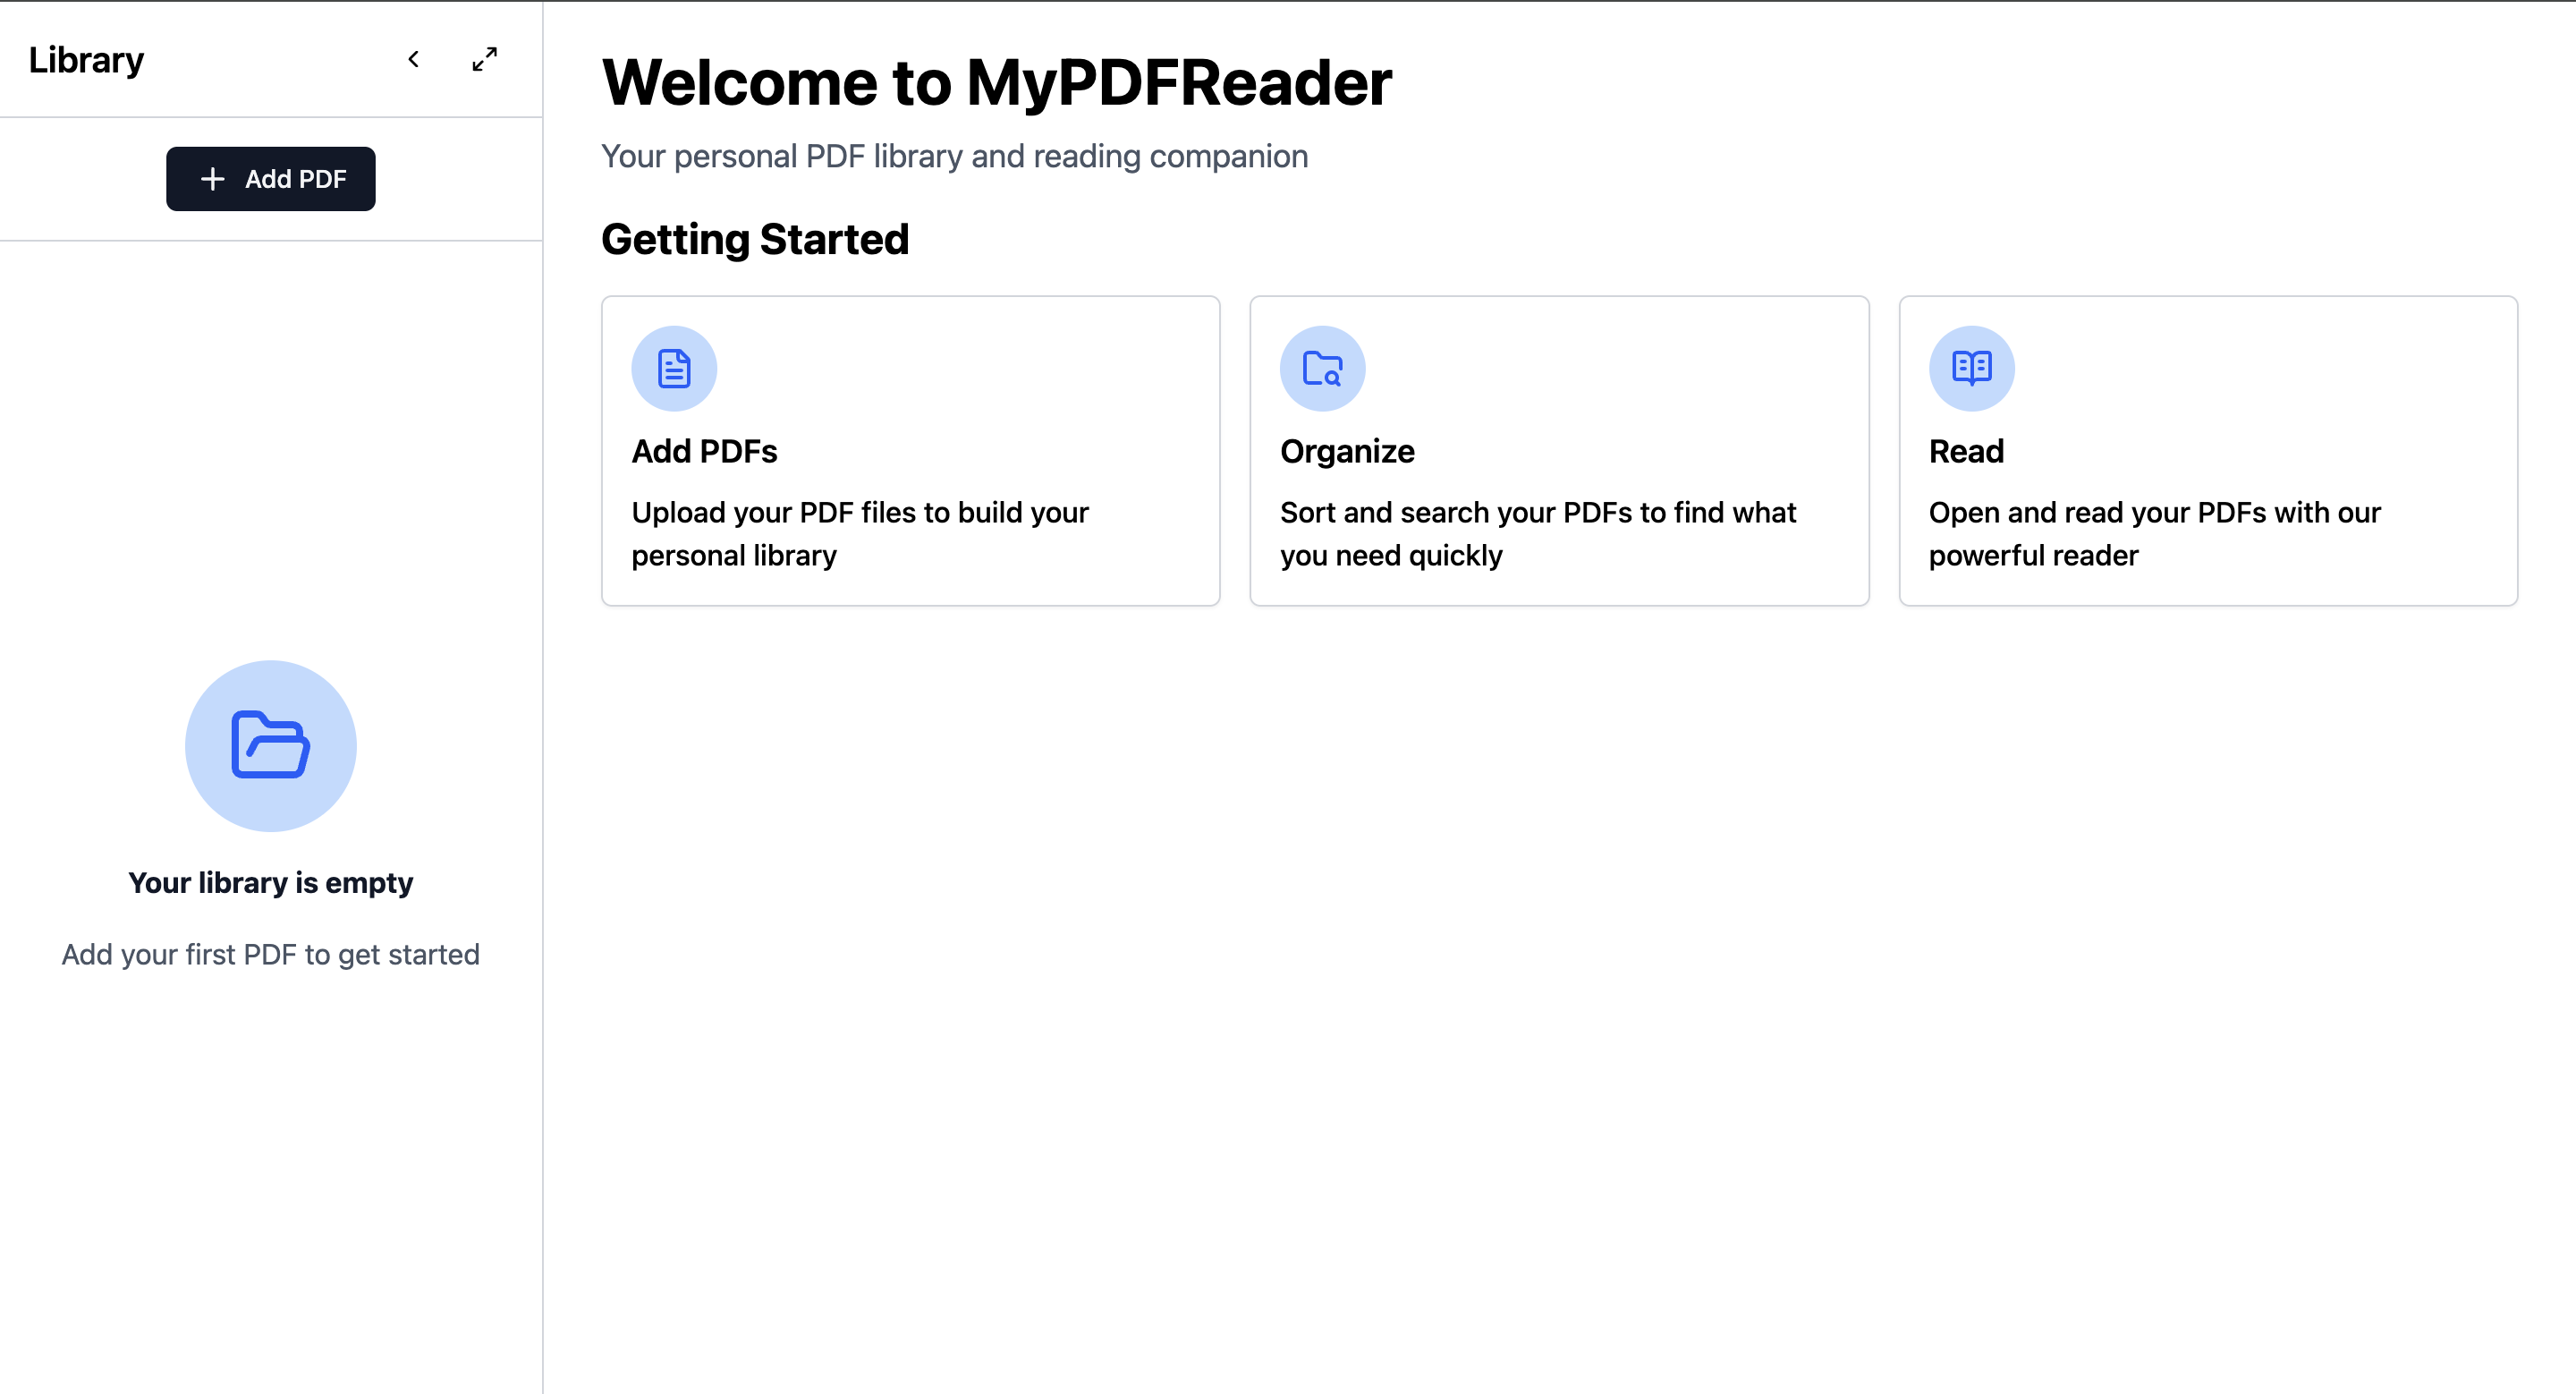 Library
Add PDF
Your library is empty
Add your first PDF to get started
Welcome to MyPDFReader
Your personal PDF library and reading companion
Getting Started
Add PDFs
Upload your PDF files to build your
personal library
Organize
Sort and search your PDFs to find what
you need quickly
Read
Open and read your PDFs with our
powerful reader